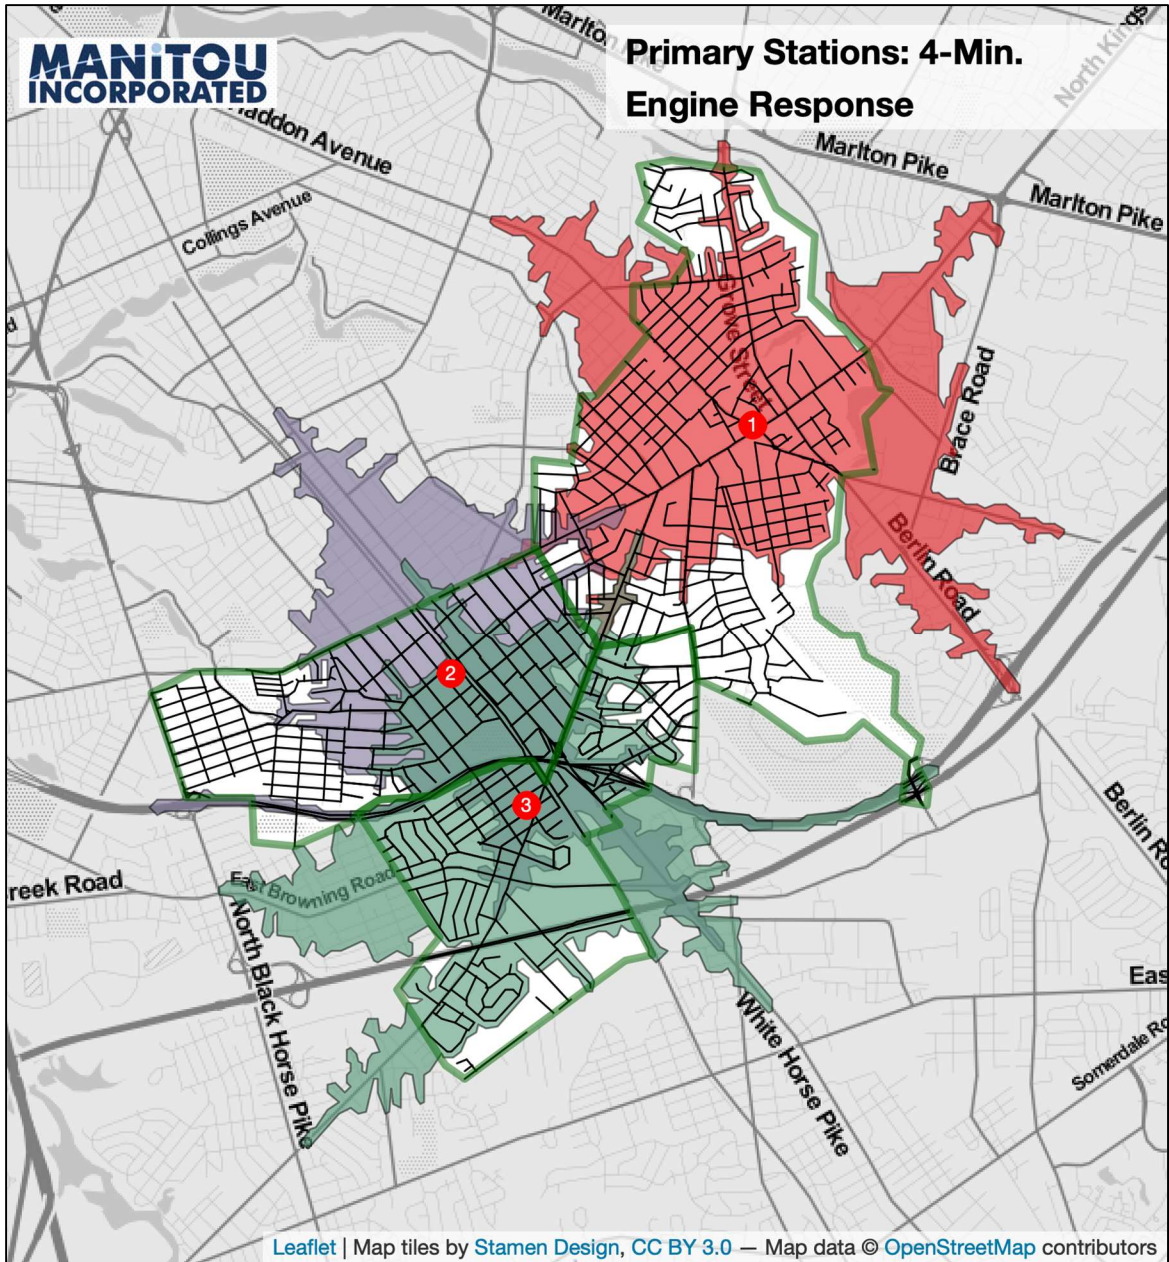 MANiTOU
INCORPORATED
Primary Stations: 4-Min.
Engine Response
Marlton
North Kings
Haddon Avenue
Marlton Pike
Marlton Pike
Collings Avenue
Grove Street
1
Brace Road
Berlin Road
2
3
Berlin Ro
reek Road
East Browning Road
North Black Horse Pike
White Horse Pike
Eas
Somerdale Ro
Leaflet | Map tiles by Stamen Design, CC BY 3.0 — Map data © OpenStreetMap contributors